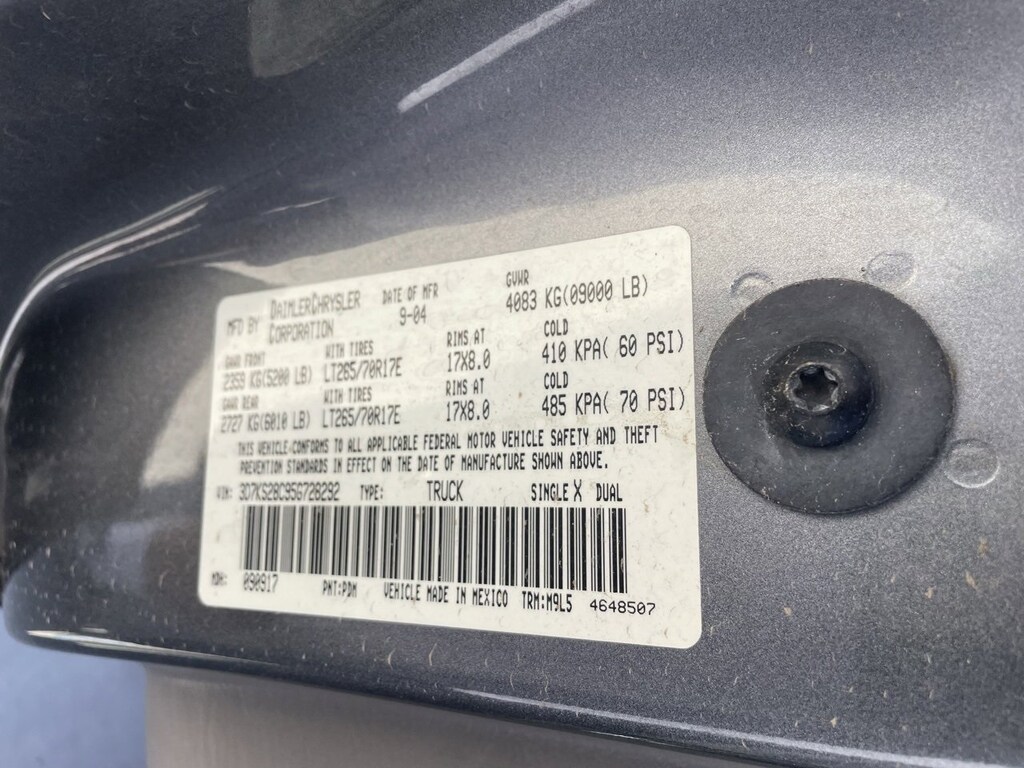 MFD BY DAIMLERCHRYSLER CORPORATION DATE OF MFR 9-04 GVWR 4083 KG(09000 LB)
GAWR FRONT WITH TIRES RIMS AT COLD
2359 KG(5200 LB) LT265/70R17E 17X8.0 410 KPA( 60 PSI)
GAWR REAR WITH TIRES RIMS AT COLD
2727 KG(6010 LB) LT265/70R17E 17X8.0 485 KPA( 70 PSI)
THIS VEHICLE CONFORMS TO ALL APPLICABLE FEDERAL MOTOR VEHICLE SAFETY AND THEFT
PREVENTION STANDARDS IN EFFECT ON THE DATE OF MANUFACTURE SHOWN ABOVE.
VIN: 3D7KS28C95G728292 TYPE: TRUCK SINGLE X DUAL
MDH: 090917 PNT:PDM VEHICLE MADE IN MEXICO TRM:M9L5 4648507